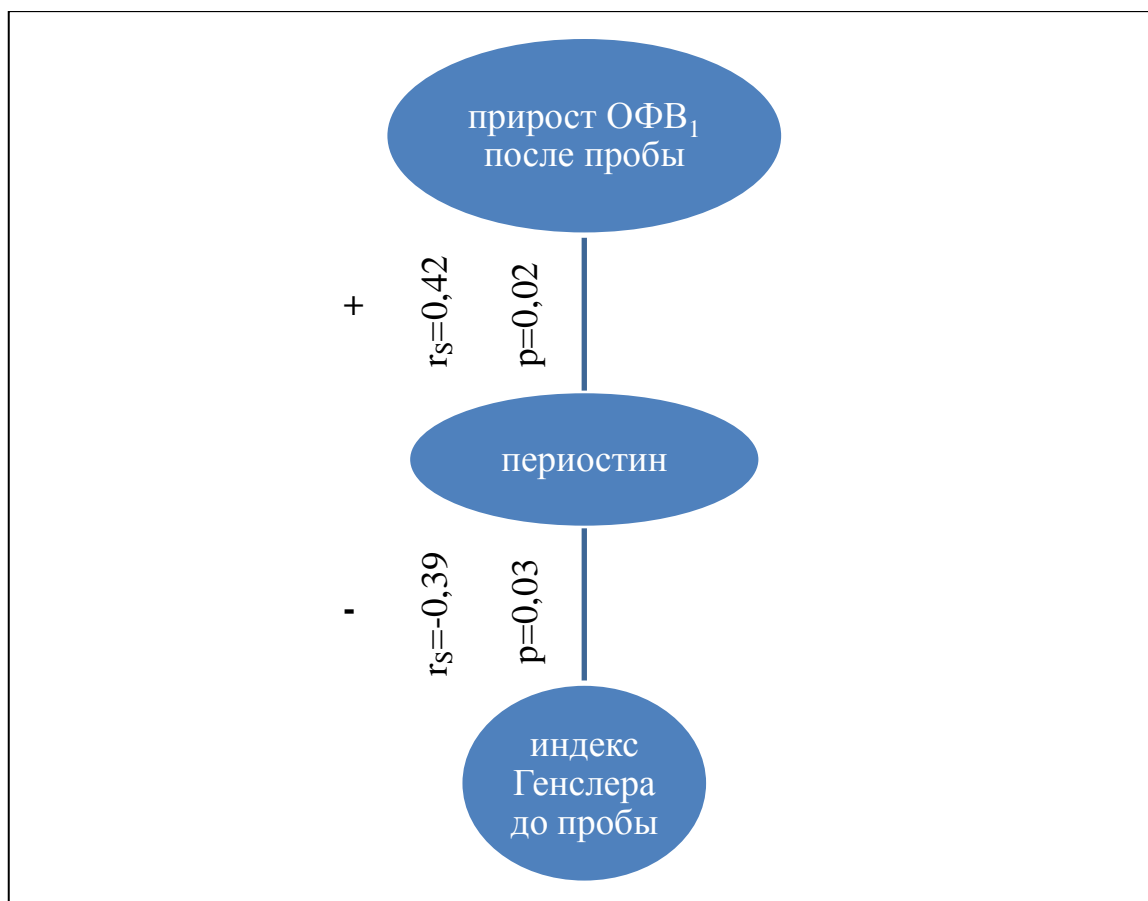 прирост ОФВ₁
после пробы
+
rₛ=0,42
p=0,02
периостин
-
rₛ=-0,39
p=0,03
индекс
Генслера
до пробы